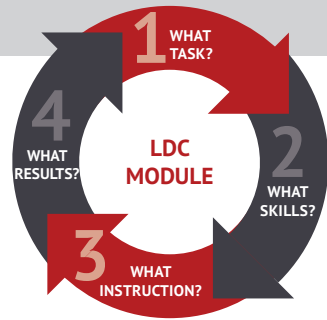 1 WHAT
TASK?
2
WHAT
SKILLS?
3 WHAT
INSTRUCTION?
4
WHAT
RESULTS?
LDC
MODULE